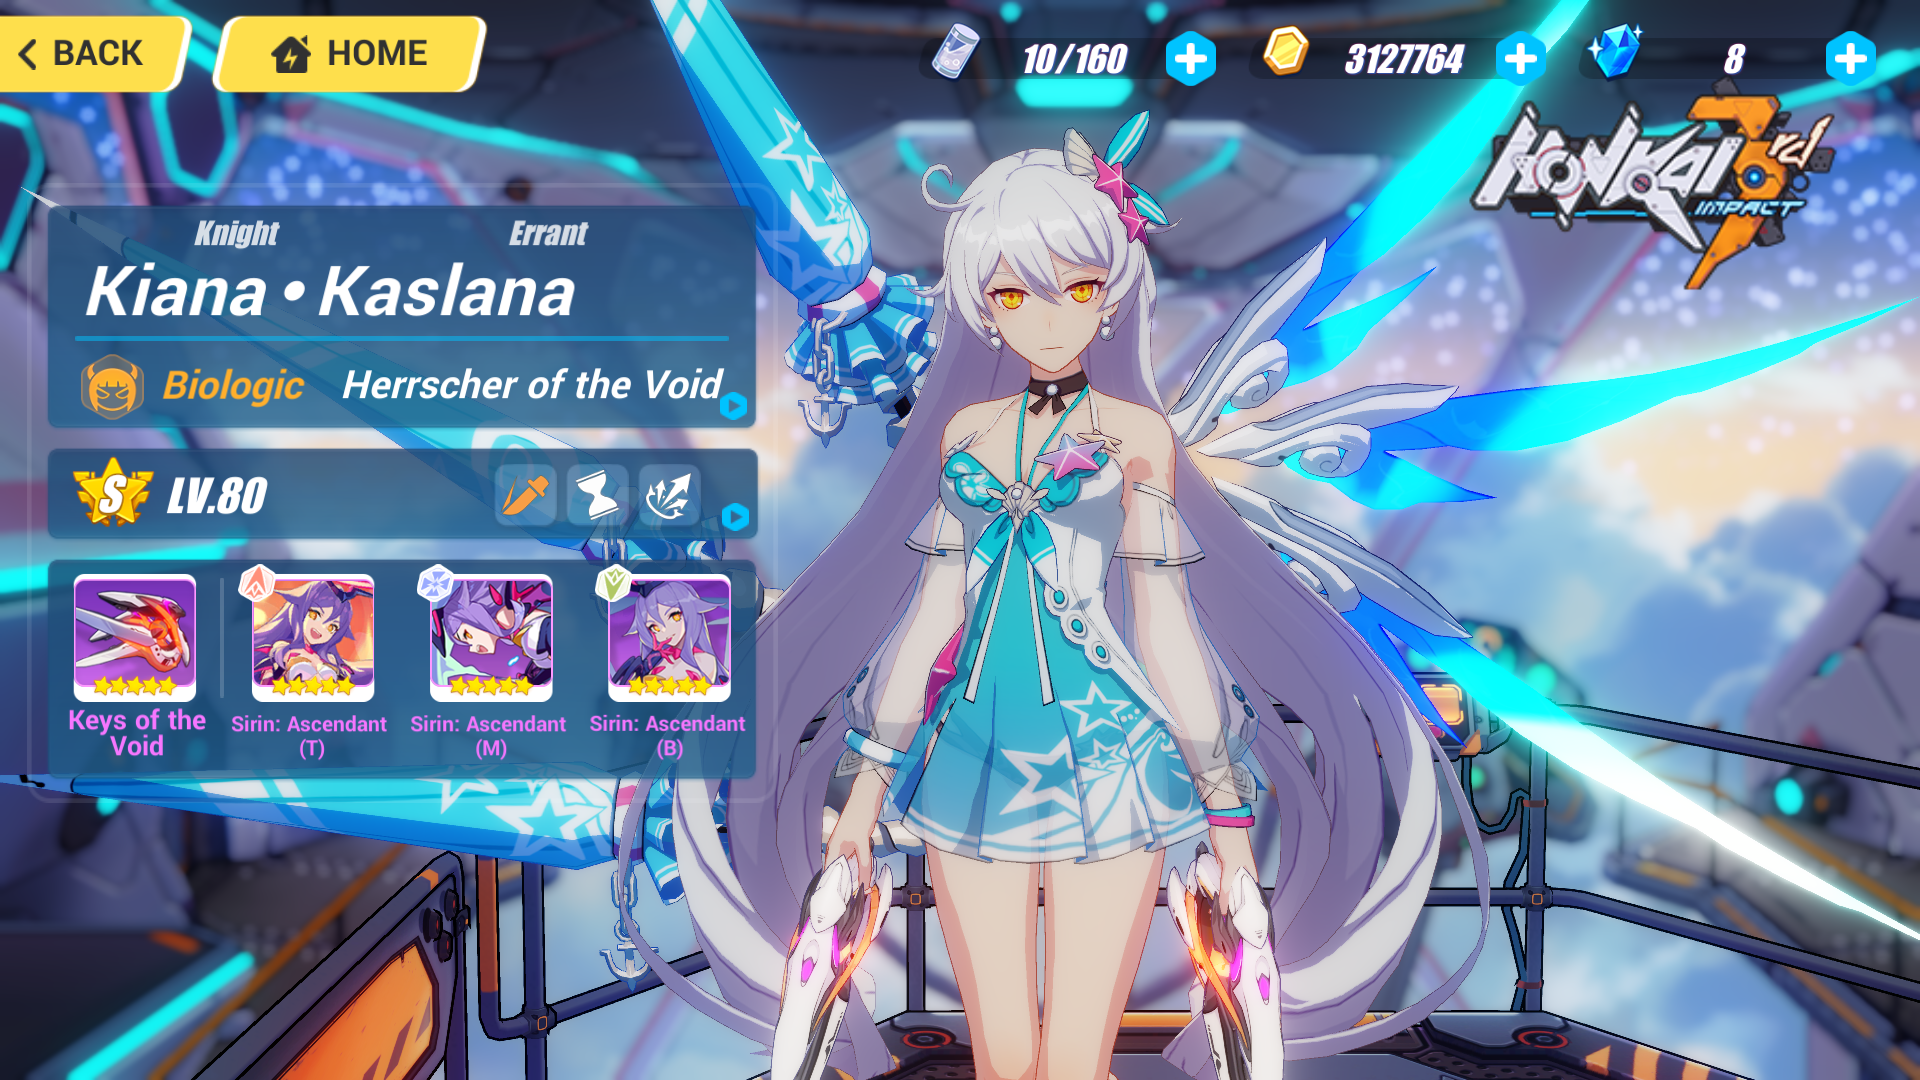 BACK
HOME
10/160
3127764
8
HONKAI 3rd
IMPACT
Knight Errant
Kiana • Kaslana
Biologic Herrscher of the Void
S LV.80
Keys of the
Void
Sirin: Ascendant
(T)
Sirin: Ascendant
(M)
Sirin: Ascendant
(B)